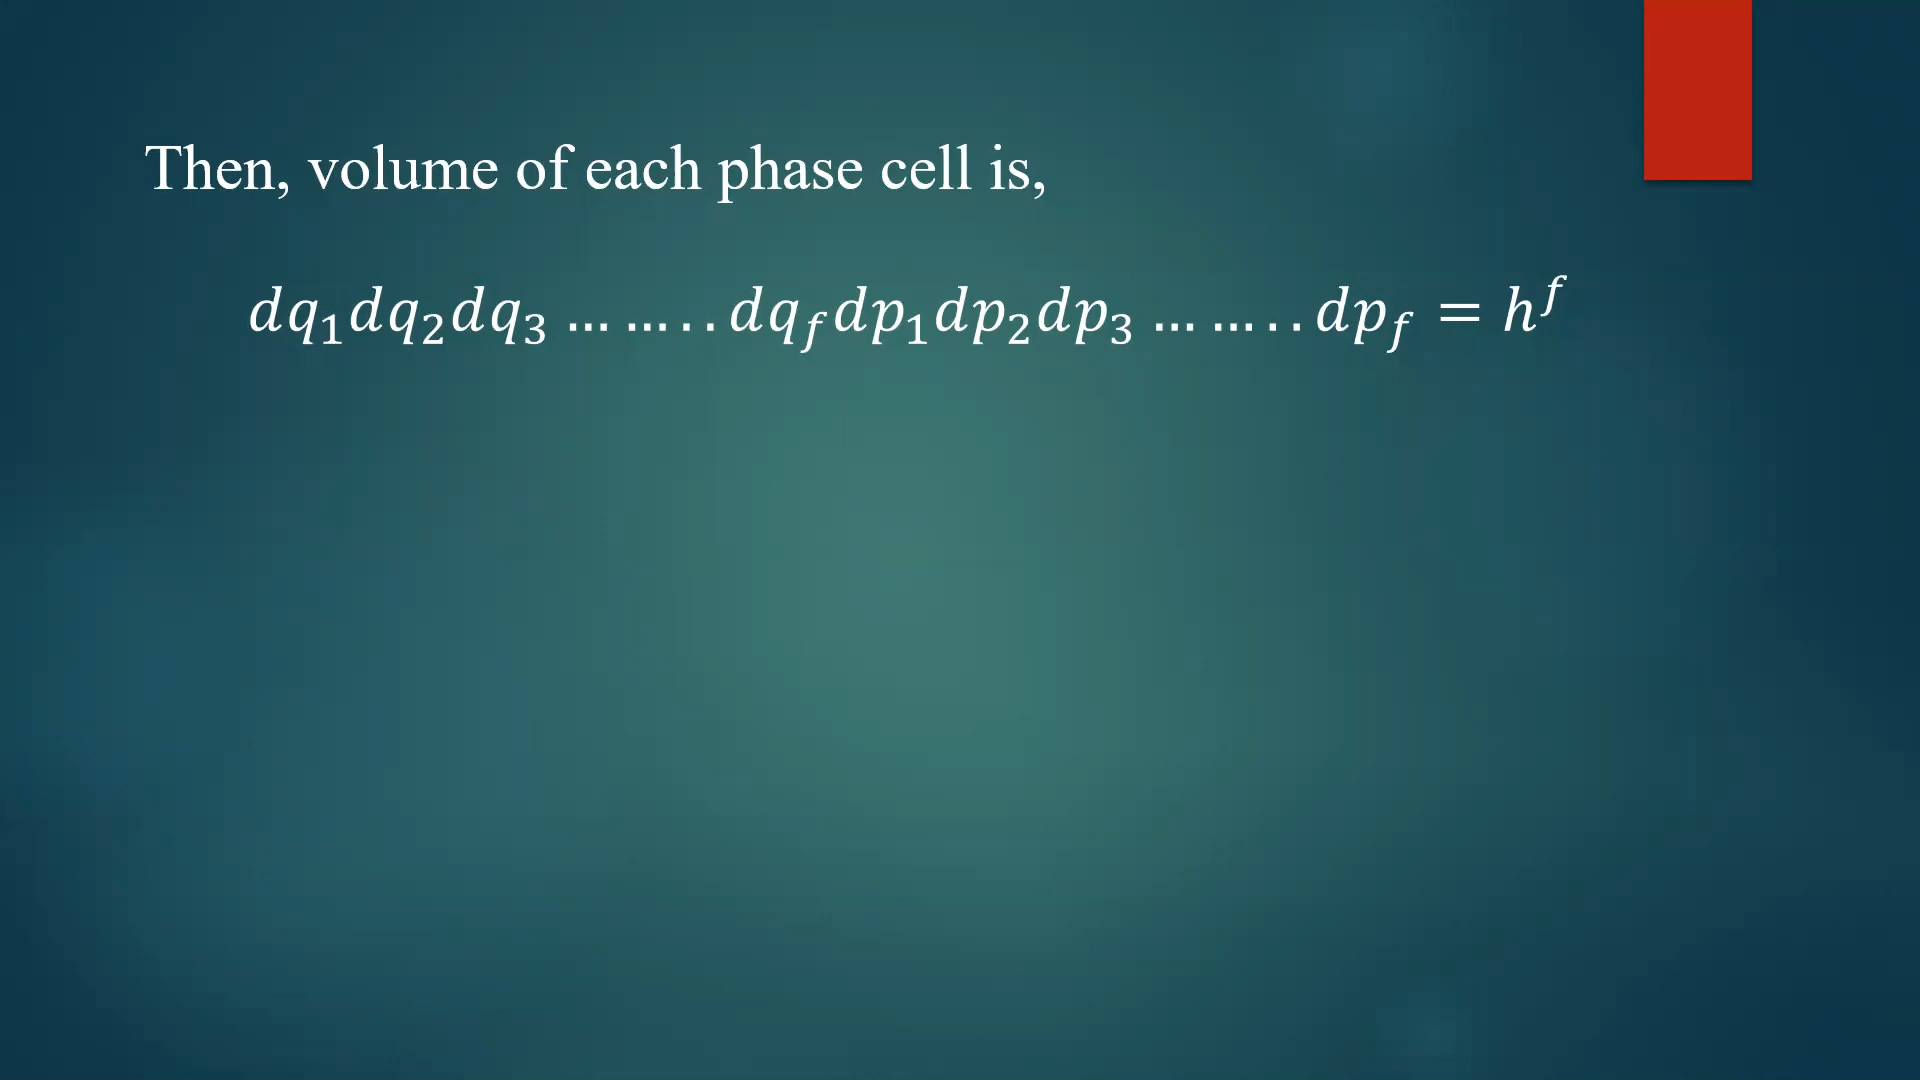 Then, volume of each phase cell is,
𝑑𝑞₁𝑑𝑞₂𝑑𝑞₃ … … . . 𝑑𝑞_𝑓 𝑑𝑝₁𝑑𝑝₂𝑑𝑝₃ … … . . 𝑑𝑝_𝑓 = ℎ^𝑓